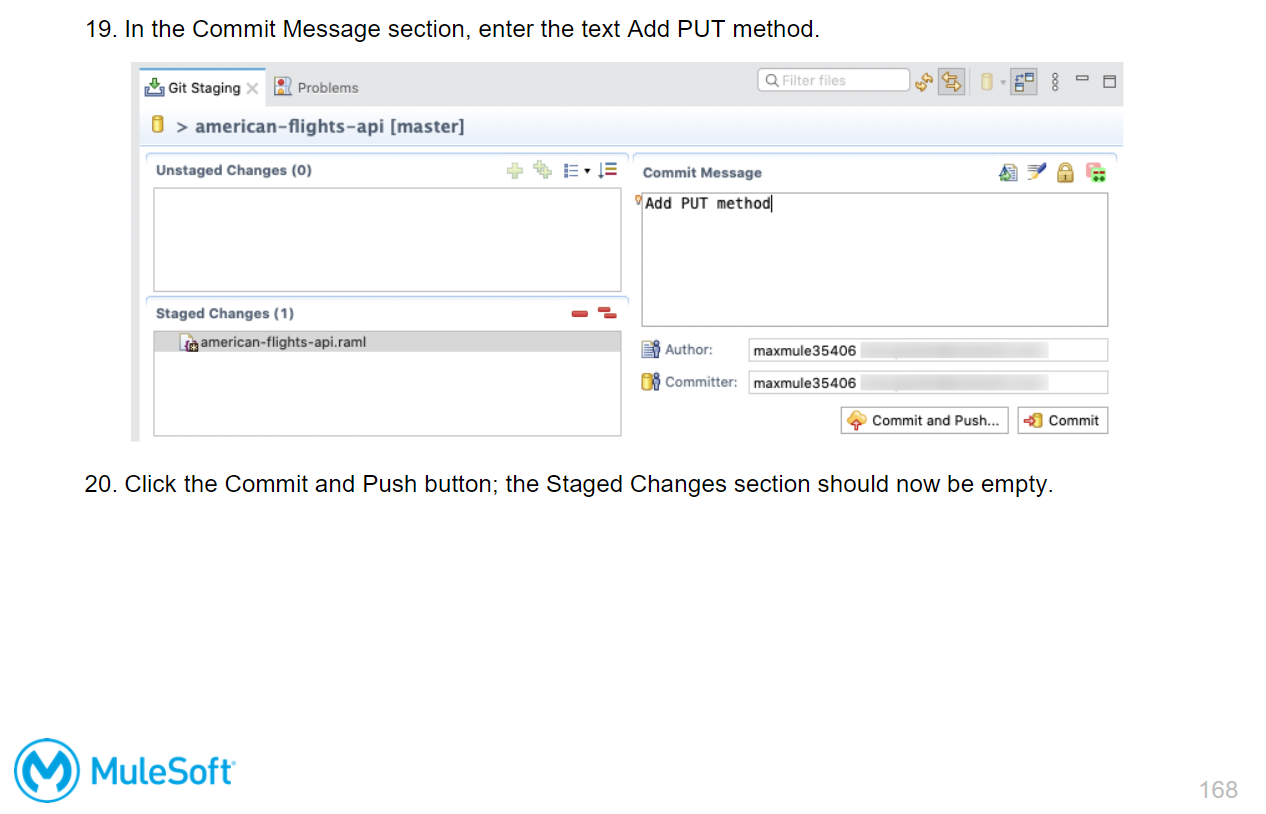 19. In the Commit Message section, enter the text Add PUT method.
Git Staging
Problems
Filter files
> american-flights-api [master]
Unstaged Changes (0)
Commit Message
Add PUT method
Staged Changes (1)
american-flights-api.raml
Author: maxmule35406
Committer: maxmule35406
Commit and Push...
Commit
20. Click the Commit and Push button; the Staged Changes section should now be empty.
MuleSoft
168